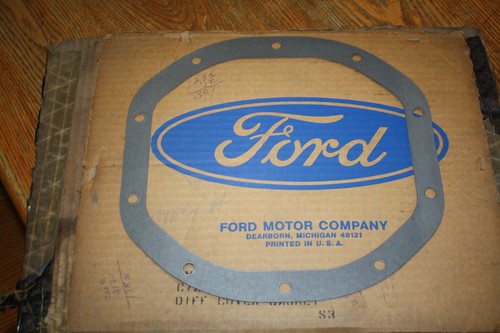 Ford
FORD MOTOR COMPANY
DEARBORN, MICHIGAN 48121
PRINTED IN U.S.A.
DIFF COVER GASKET
S3